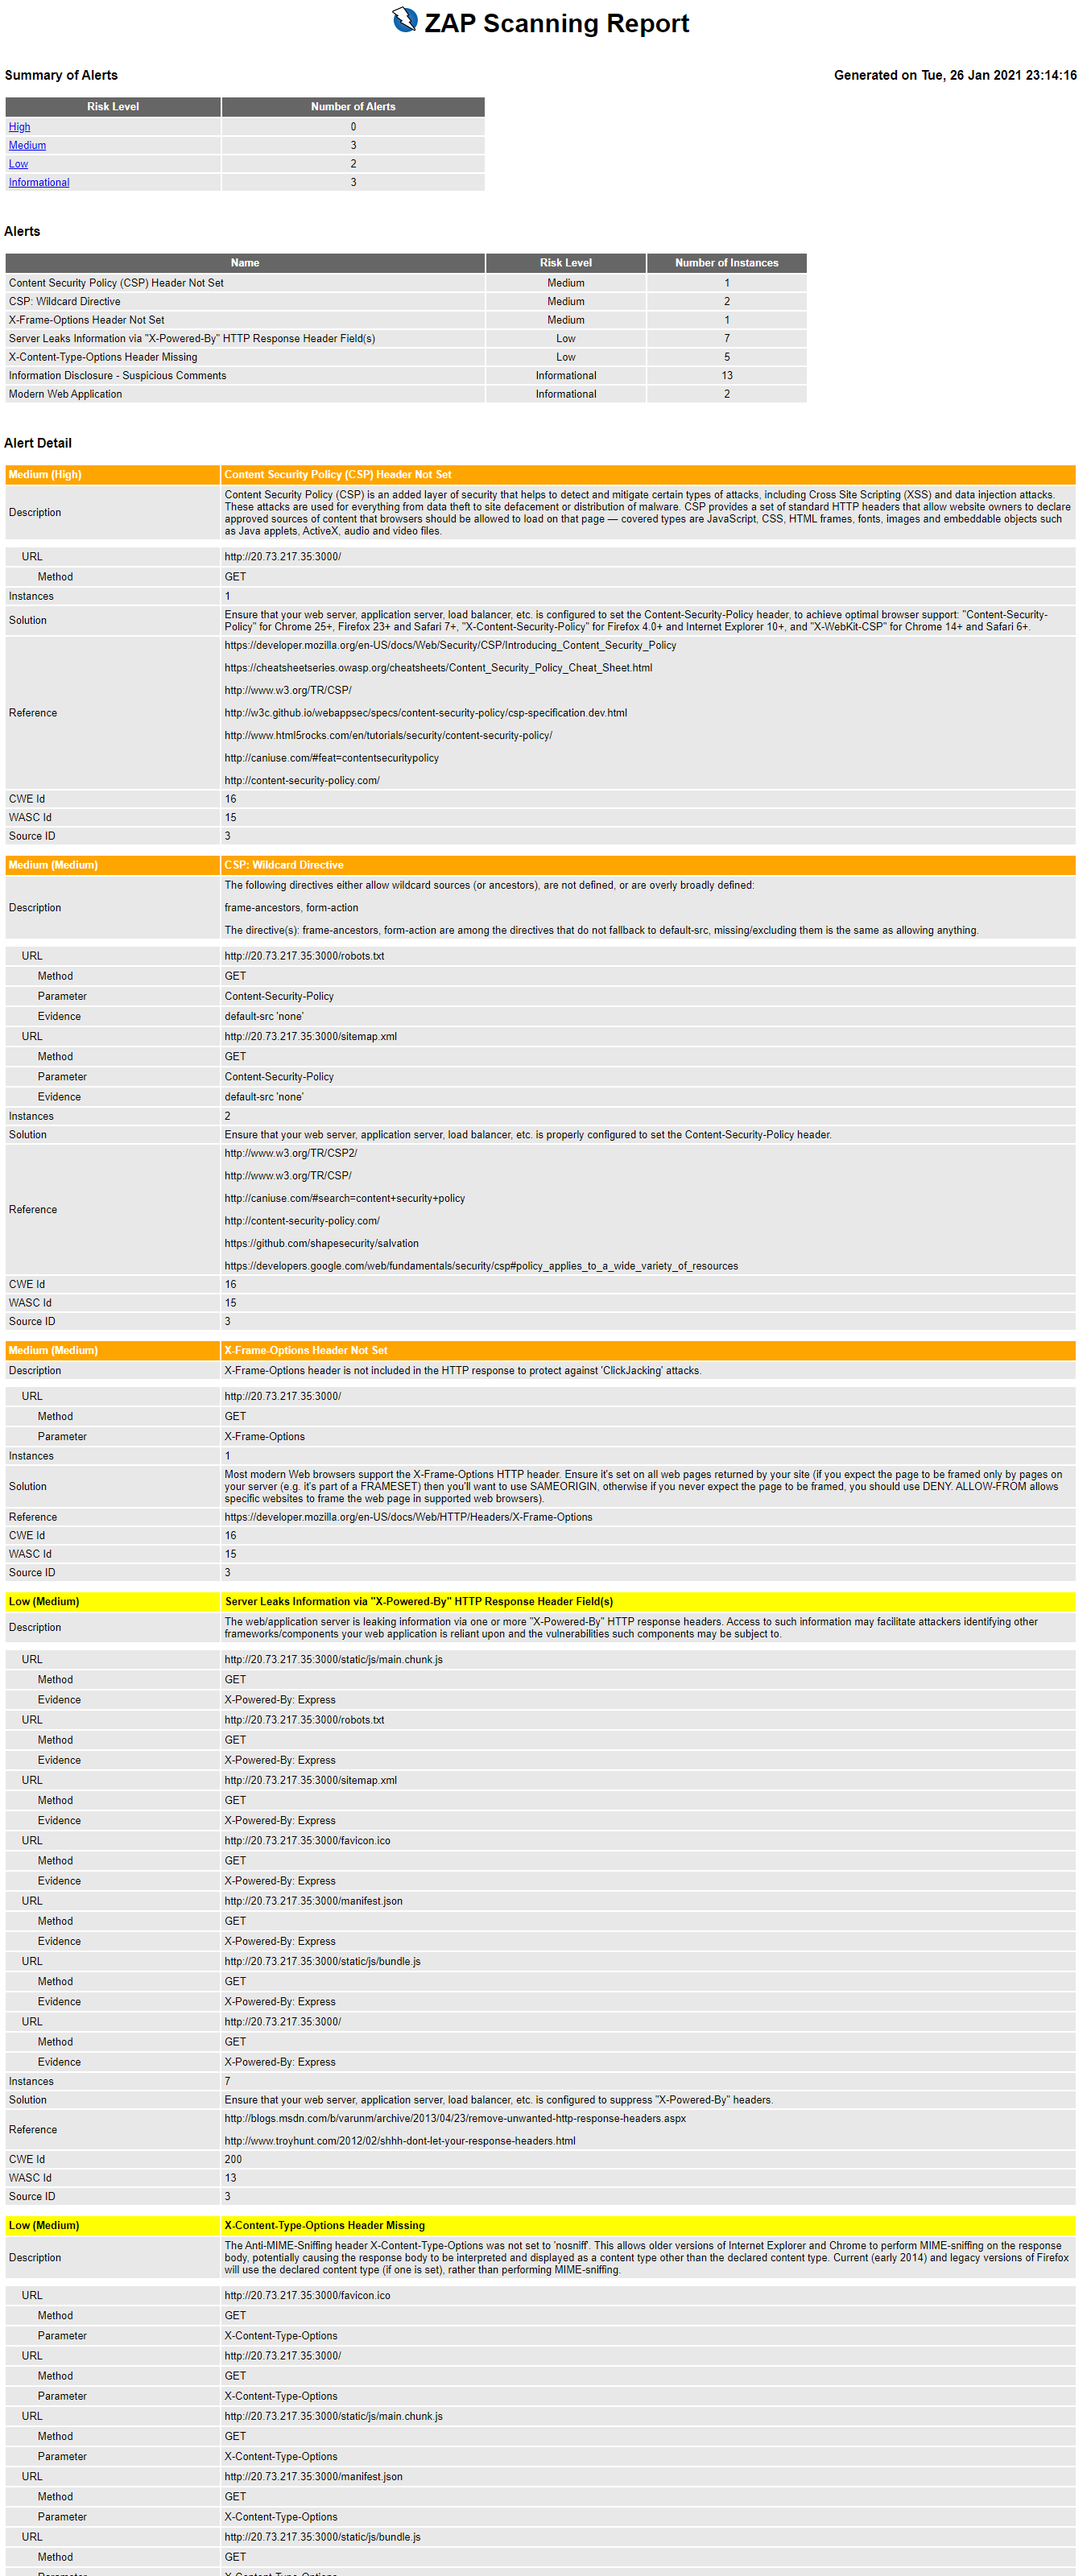 ZAP Scanning Report
Summary of Alerts
Generated on Tue, 26 Jan 2021 23:14:16
Risk Level Number of Alerts
High 0
Medium 3
Low 2
Informational 3
Alerts
Name Risk Level Number of Instances
Content Security Policy (CSP) Header Not Set Medium 1
CSP: Wildcard Directive Medium 2
X-Frame-Options Header Not Set Medium 1
Server Leaks Information via "X-Powered-By" HTTP Response Header Field(s) Low 7
X-Content-Type-Options Header Missing Low 5
Information Disclosure - Suspicious Comments Informational 13
Modern Web Application Informational 2
Alert Detail
Medium (High) Content Security Policy (CSP) Header Not Set
Description
Content Security Policy (CSP) is an added layer of security that helps to detect and mitigate certain types of attacks, including Cross Site Scripting (XSS) and data injection attacks.
These attacks are used for everything from data theft to site defacement or distribution of malware. CSP provides a set of standard HTTP headers that allow website owners to declare
approved sources of content that browsers should be allowed to load on that page — covered types are JavaScript, CSS, HTML frames, fonts, images and embeddable objects such
as Java applets, ActiveX, audio and video files.
URL http://20.73.217.35:3000/
Method GET
Instances 1
Solution
Ensure that your web server, application server, load balancer, etc. is configured to set the Content-Security-Policy header, to achieve optimal browser support: "Content-Security-
Policy" for Chrome 25+, Firefox 23+ and Safari 7+, "X-Content-Security-Policy" for Firefox 4.0+ and Internet Explorer 10+, and "X-WebKit-CSP" for Chrome 14+ and Safari 6+.
Reference
https://developer.mozilla.org/en-US/docs/Web/Security/CSP/Introducing_Content_Security_Policy
https://cheatsheetseries.owasp.org/cheatsheets/Content_Security_Policy_Cheat_Sheet.html
http://www.w3.org/TR/CSP/
http://w3c.github.io/webappsec/specs/content-security-policy/csp-specification.dev.html
http://www.html5rocks.com/en/tutorials/security/content-security-policy/
http://caniuse.com/#feat=contentsecuritypolicy
http://content-security-policy.com/
CWE Id 16
WASC Id 15
Source ID 3
Medium (Medium) CSP: Wildcard Directive
Description
The following directives either allow wildcard sources (or ancestors), are not defined, or are overly broadly defined:
frame-ancestors, form-action
The directive(s): frame-ancestors, form-action are among the directives that do not fallback to default-src, missing/excluding them is the same as allowing anything.
URL http://20.73.217.35:3000/robots.txt
Method GET
Parameter Content-Security-Policy
Evidence default-src 'none'
URL http://20.73.217.35:3000/sitemap.xml
Method GET
Parameter Content-Security-Policy
Evidence default-src 'none'
Instances 2
Solution Ensure that your web server, application server, load balancer, etc. is properly configured to set the Content-Security-Policy header.
Reference
http://www.w3.org/TR/CSP2/
http://www.w3.org/TR/CSP/
http://caniuse.com/#search=content+security+policy
http://content-security-policy.com/
https://github.com/shapesecurity/salvation
https://developers.google.com/web/fundamentals/security/csp#policy_applies_to_a_wide_variety_of_resources
CWE Id 16
WASC Id 15
Source ID 3
Medium (Medium) X-Frame-Options Header Not Set
Description X-Frame-Options header is not included in the HTTP response to protect against 'ClickJacking' attacks.
URL http://20.73.217.35:3000/
Method GET
Parameter X-Frame-Options
Instances 1
Solution
Most modern Web browsers support the X-Frame-Options HTTP header. Ensure it's set on all web pages returned by your site (if you expect the page to be framed only by pages on
your server (e.g. it's part of a FRAMESET) then you'll want to use SAMEORIGIN, otherwise if you never expect the page to be framed, you should use DENY. ALLOW-FROM allows
specific websites to frame the web page in supported web browsers).
Reference https://developer.mozilla.org/en-US/docs/Web/HTTP/Headers/X-Frame-Options
CWE Id 16
WASC Id 15
Source ID 3
Low (Medium) Server Leaks Information via "X-Powered-By" HTTP Response Header Field(s)
Description
The web/application server is leaking information via one or more "X-Powered-By" HTTP response headers. Access to such information may facilitate attackers identifying other
frameworks/components your web application is reliant upon and the vulnerabilities such components may be subject to.
URL http://20.73.217.35:3000/static/js/main.chunk.js
Method GET
Evidence X-Powered-By: Express
URL http://20.73.217.35:3000/robots.txt
Method GET
Evidence X-Powered-By: Express
URL http://20.73.217.35:3000/sitemap.xml
Method GET
Evidence X-Powered-By: Express
URL http://20.73.217.35:3000/favicon.ico
Method GET
Evidence X-Powered-By: Express
URL http://20.73.217.35:3000/manifest.json
Method GET
Evidence X-Powered-By: Express
URL http://20.73.217.35:3000/static/js/bundle.js
Method GET
Evidence X-Powered-By: Express
URL http://20.73.217.35:3000/
Method GET
Evidence X-Powered-By: Express
Instances 7
Solution Ensure that your web server, application server, load balancer, etc. is configured to suppress "X-Powered-By" headers.
Reference
http://blogs.msdn.com/b/varunm/archive/2013/04/23/remove-unwanted-http-response-headers.aspx
http://www.troyhunt.com/2012/02/shhh-dont-let-your-response-headers.html
CWE Id 200
WASC Id 13
Source ID 3
Low (Medium) X-Content-Type-Options Header Missing
Description
The Anti-MIME-Sniffing header X-Content-Type-Options was not set to 'nosniff'. This allows older versions of Internet Explorer and Chrome to perform MIME-sniffing on the response
body, potentially causing the response body to be interpreted and displayed as a content type other than the declared content type. Current (early 2014) and legacy versions of Firefox
will use the declared content type (if one is set), rather than performing MIME-sniffing.
URL http://20.73.217.35:3000/favicon.ico
Method GET
Parameter X-Content-Type-Options
URL http://20.73.217.35:3000/
Method GET
Parameter X-Content-Type-Options
URL http://20.73.217.35:3000/static/js/main.chunk.js
Method GET
Parameter X-Content-Type-Options
URL http://20.73.217.35:3000/manifest.json
Method GET
Parameter X-Content-Type-Options
URL http://20.73.217.35:3000/static/js/bundle.js
Method GET